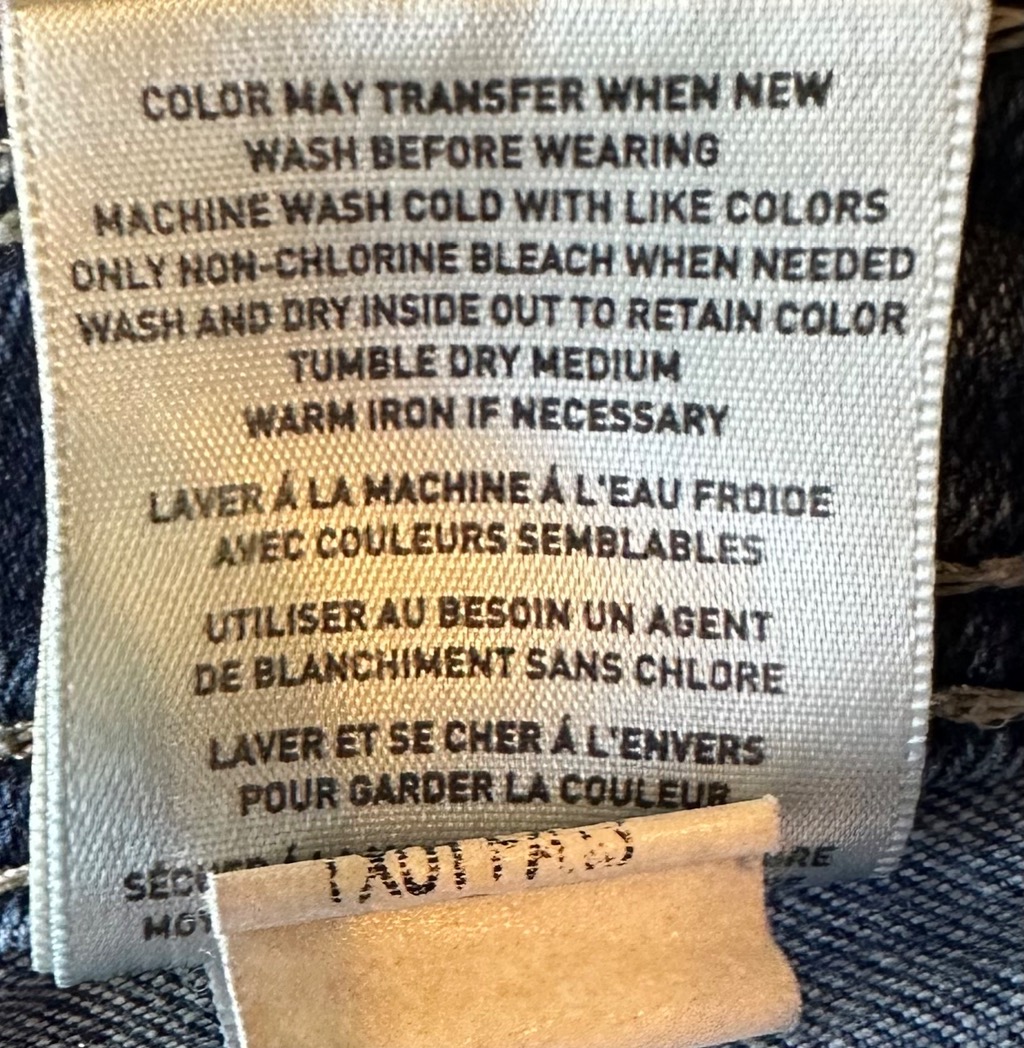 COLOR MAY TRANSFER WHEN NEW
WASH BEFORE WEARING
MACHINE WASH COLD WITH LIKE COLORS
ONLY NON-CHLORINE BLEACH WHEN NEEDED
WASH AND DRY INSIDE OUT TO RETAIN COLOR
TUMBLE DRY MEDIUM
WARM IRON IF NECESSARY
LAVER Á LA MACHINE Á L'EAU FROIDE
AVEC COULEURS SEMBLABLES
UTILISER AU BESOIN UN AGENT
DE BLANCHIMENT SANS CHLORE
LAVER ET SE CHER Á L'ENVERS
POUR GARDER LA COULEUR